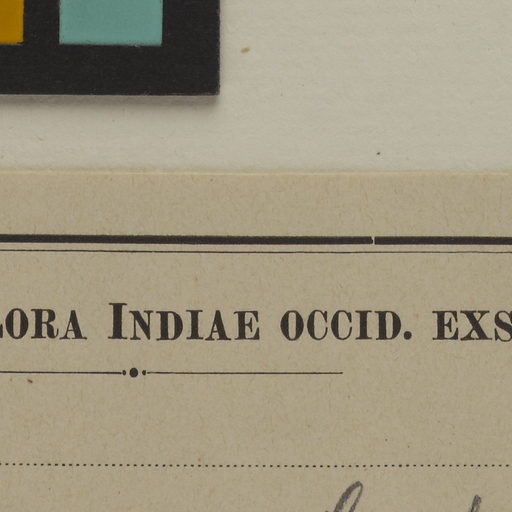 LORA INDIAE OCCID. EXS